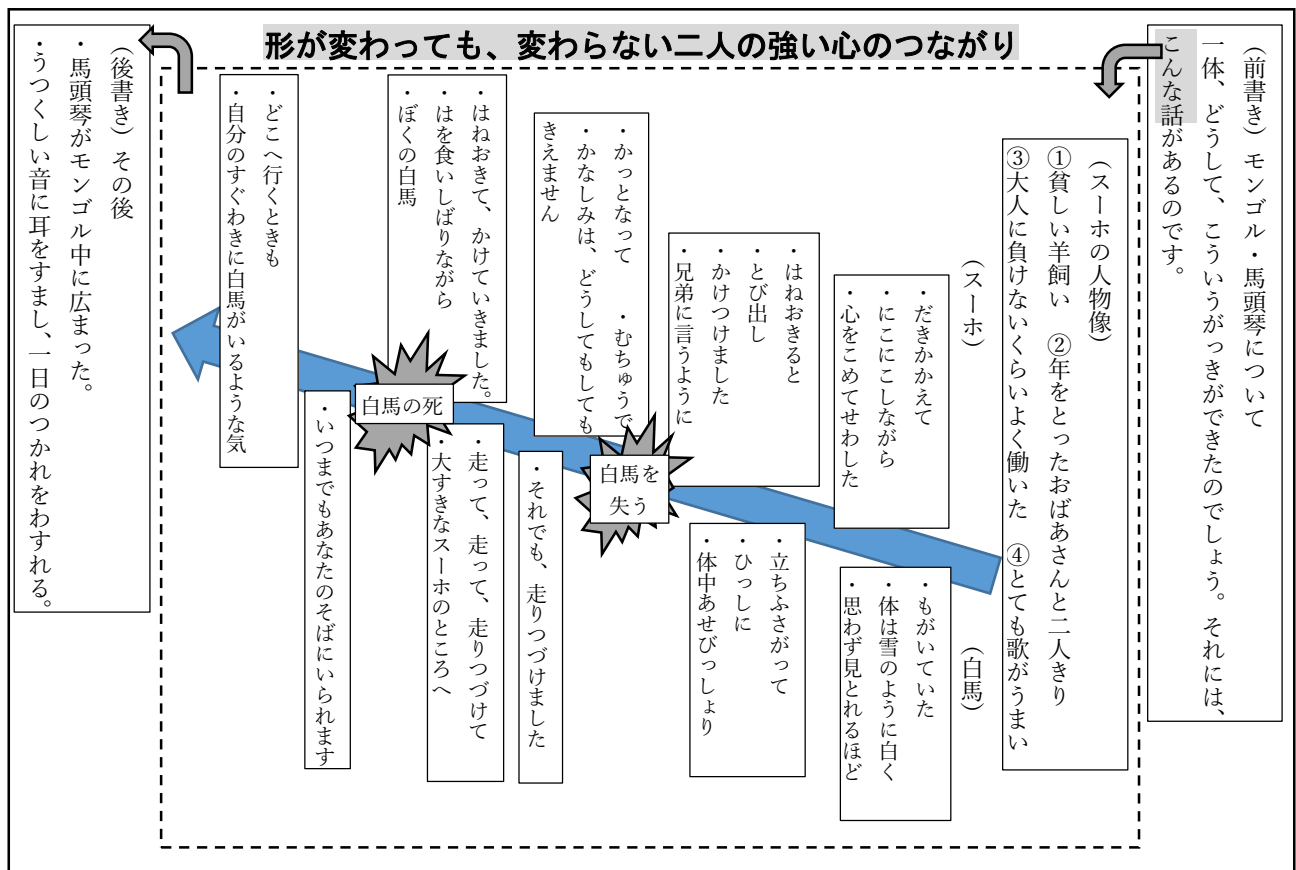 形が変わっても、変わらない二人の強い心のつながり
(前書き) モンゴル・馬頭琴について
一体、どうして、こういうがっきができたのでしょう。それには、
こんな話があるのです。
(スーホの人物像)
①貧しい羊飼い ②年をとったおばあさんと二人きり
③大人に負けないくらいよく働いた ④とても歌がうまい
(スーホ)
・だきかかえて
・にこにこしながら
・心をこめてせわした
(白馬)
・もがいていた
・体は雪のように白く
・思わず見とれるほど
・はねおきると
・とび出し
・かけつけました
・兄弟に言うように
・立ちふさがって
・ひっしに
・体中あせびっしょり
白馬を
失う
・かっとなって ・むちゅうで
・かなしみは、どうしてもしても
きえません
・それでも、走りつづけました
・はねおきて、かけていきました。
・はを食いしばりながら
・ぼくの白馬
・走って、走って、走りつづけて
・大すきなスーホのところへ
白馬の死
・どこへ行くときも
・自分のすぐわきに白馬がいるような気
・いつまでもあなたのそばにいられます
(後書き) その後
・馬頭琴がモンゴル中に広まった。
・うつくしい音に耳をすまし、一日のつかれをわすれる。